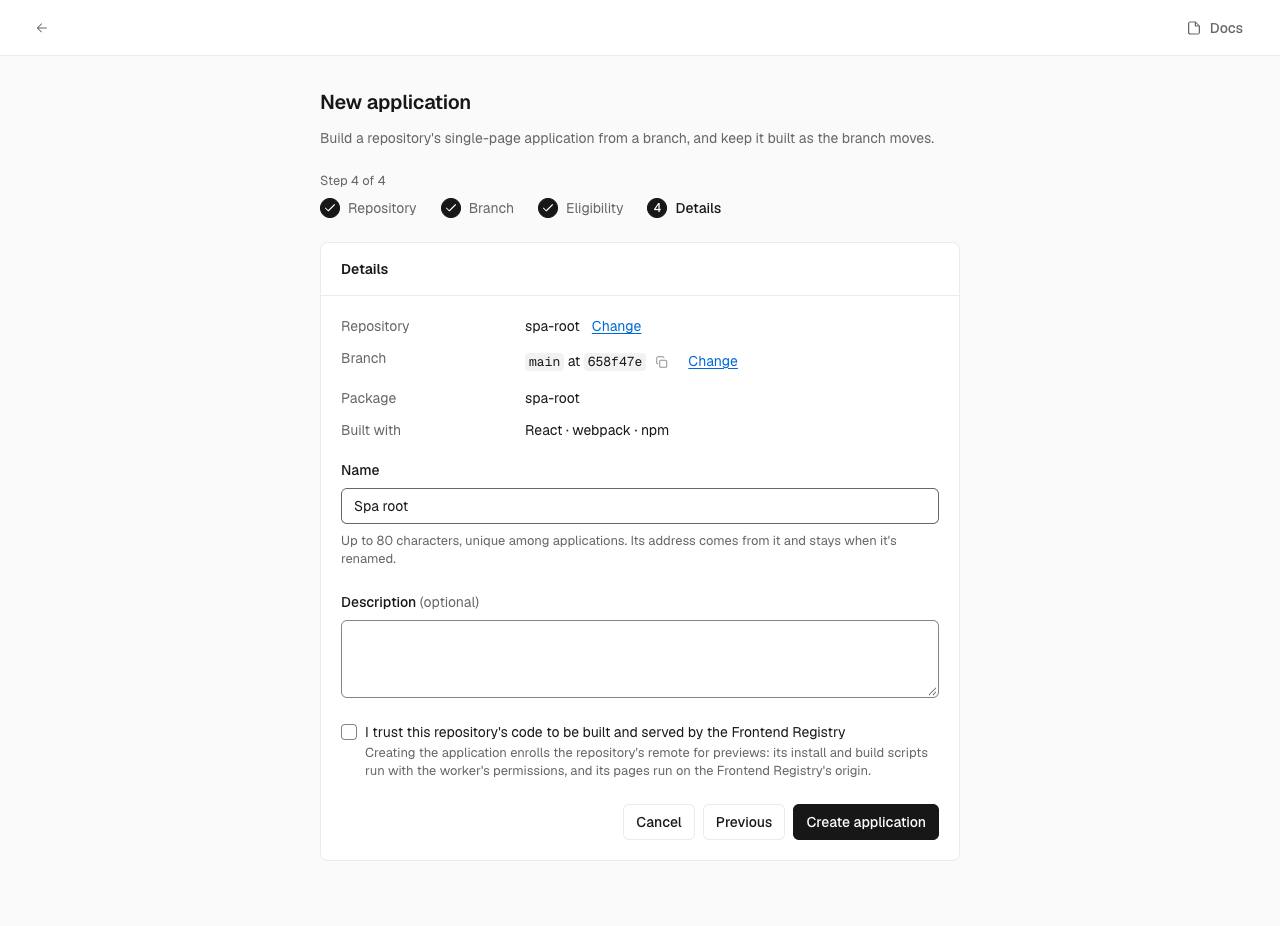 Docs
New application
Build a repository's single-page application from a branch, and keep it built as the branch moves.
Step 4 of 4
Repository
Branch
Eligibility
4 Details
Details
Repository spa-root Change
Branch main at 658f47e Change
Package spa-root
Built with React · webpack · npm
Name
Spa root
Up to 80 characters, unique among applications. Its address comes from it and stays when it's
renamed.
Description (optional)
I trust this repository's code to be built and served by the Frontend Registry
Creating the application enrolls the repository's remote for previews: its install and build scripts
run with the worker's permissions, and its pages run on the Frontend Registry's origin.
Cancel Previous Create application